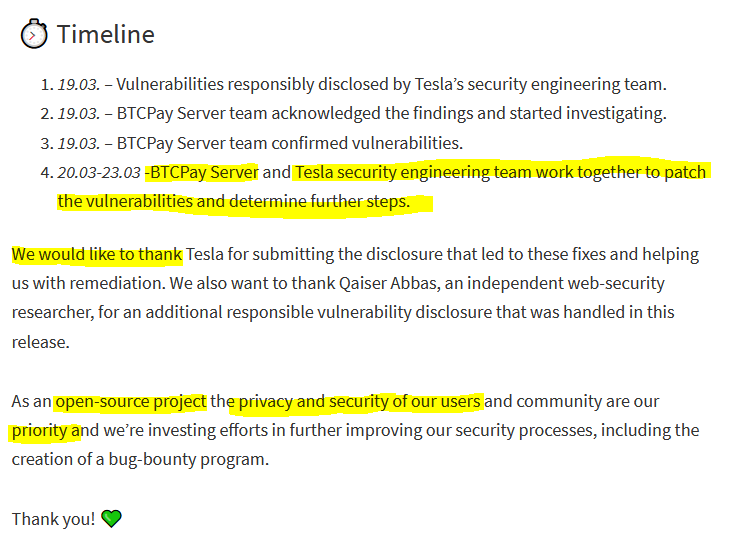 Timeline
1. 19.03. – Vulnerabilities responsibly disclosed by Tesla’s security engineering team.
2. 19.03. – BTCPay Server team acknowledged the findings and started investigating.
3. 19.03. – BTCPay Server team confirmed vulnerabilities.
4. 20.03-23.03 -BTCPay Server and Tesla security engineering team work together to patch
the vulnerabilities and determine further steps.
We would like to thank Tesla for submitting the disclosure that led to these fixes and helping
us with remediation. We also want to thank Qaiser Abbas, an independent web-security
researcher, for an additional responsible vulnerability disclosure that was handled in this
release.
As an open-source project the privacy and security of our users and community are our
priority and we’re investing efforts in further improving our security processes, including the
creation of a bug-bounty program.
Thank you! 💚